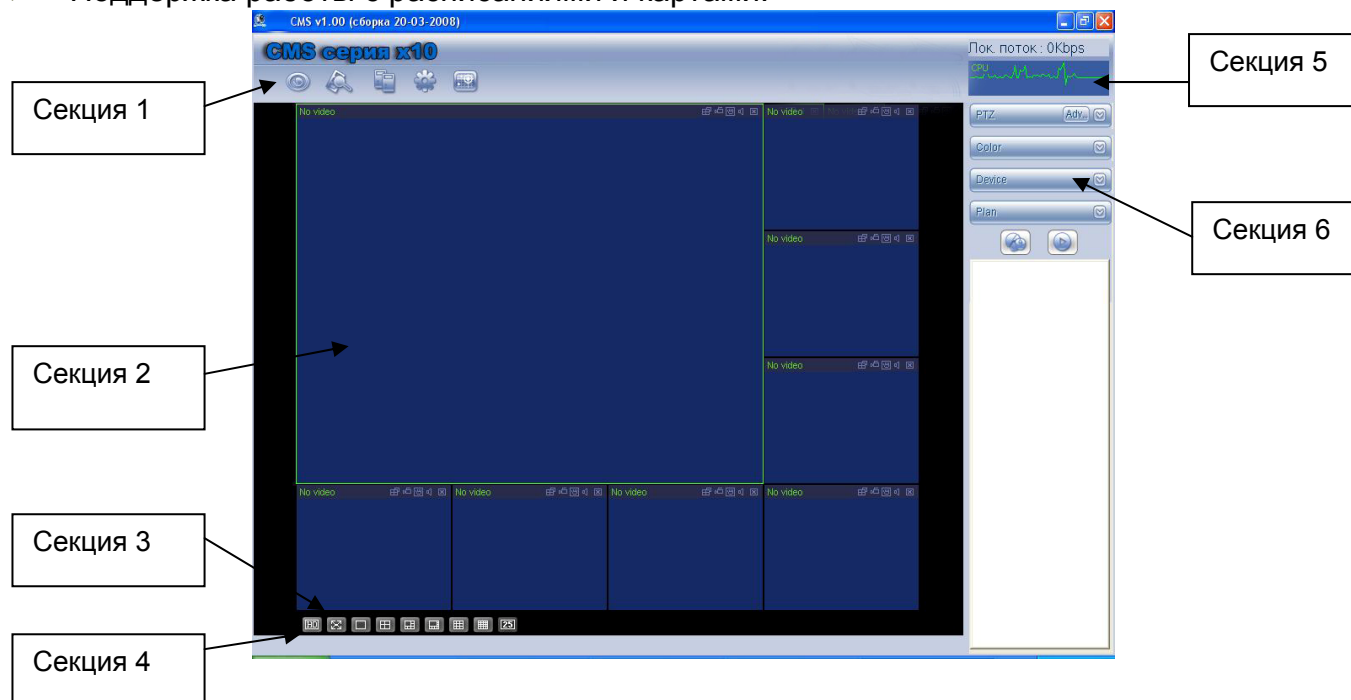 Поддержка работы с расписаниями и картами.
CMS v1.00 (сборка 20-03-2008)
CMS серия x10
Лок. поток : 0Kbps
CPU
Секция 5
Секция 1
No video
No video
PTZ
Adv..
Color
Device
Plan
Секция 6
No video
No video
Секция 2
No video
No video
No video
No video
Секция 3
25
Секция 4